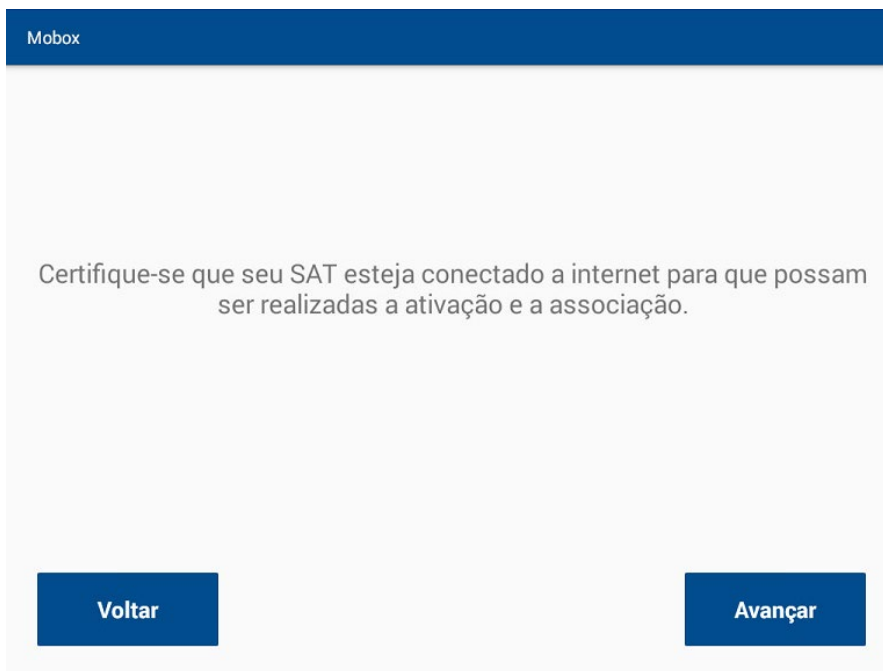 Mobox
Certifique-se que seu SAT esteja conectado a internet para que possam
ser realizadas a ativação e a associação.
Voltar
Avançar